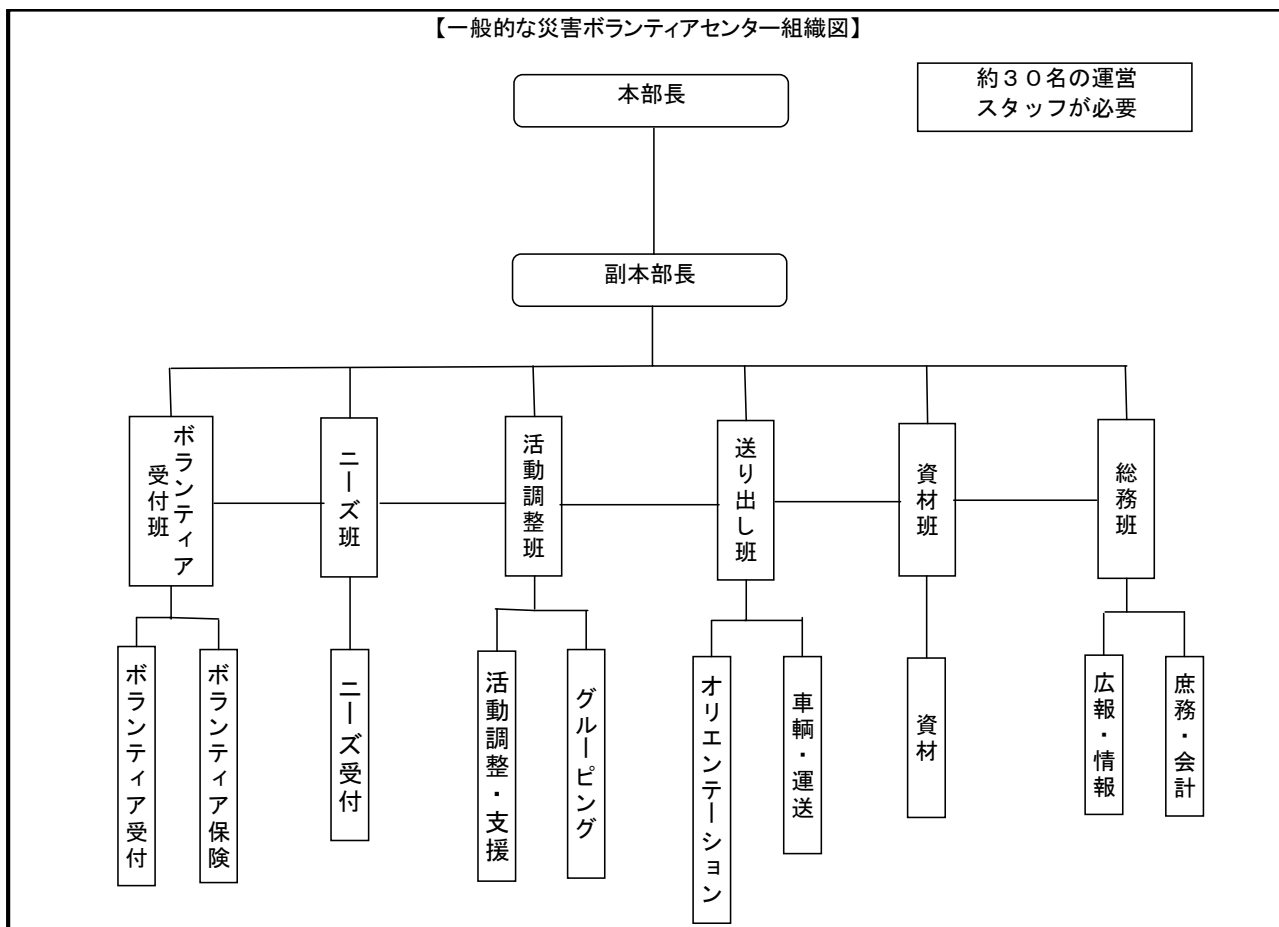 【一般的な災害ボランティアセンター組織図】
本部長
約３０名の運営
スタッフが必要
副本部長
ボランティア
受付班
ニーズ班
活動調整班
送り出し班
資材班
総務班
ボランティア受付
ボランティア保険
ニーズ受付
活動調整・支援
グルーピング
オリエンテーション
車輌・運送
資材
広報・情報
庶務・会計